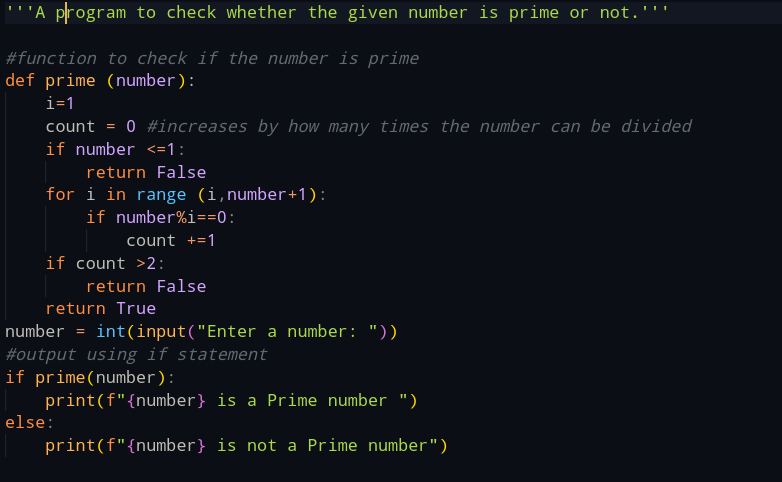 '''A program to check whether the given number is prime or not.'''
#function to check if the number is prime
def prime (number):
    i=1
    count = 0 #increases by how many times the number can be divided
    if number <=1:
        return False
    for i in range (i,number+1):
        if number%i==0:
            count +=1
    if count >2:
        return False
    return True
number = int(input("Enter a number: "))
#output using if statement
if prime(number):
    print(f"{number} is a Prime number ")
else:
    print(f"{number} is not a Prime number")